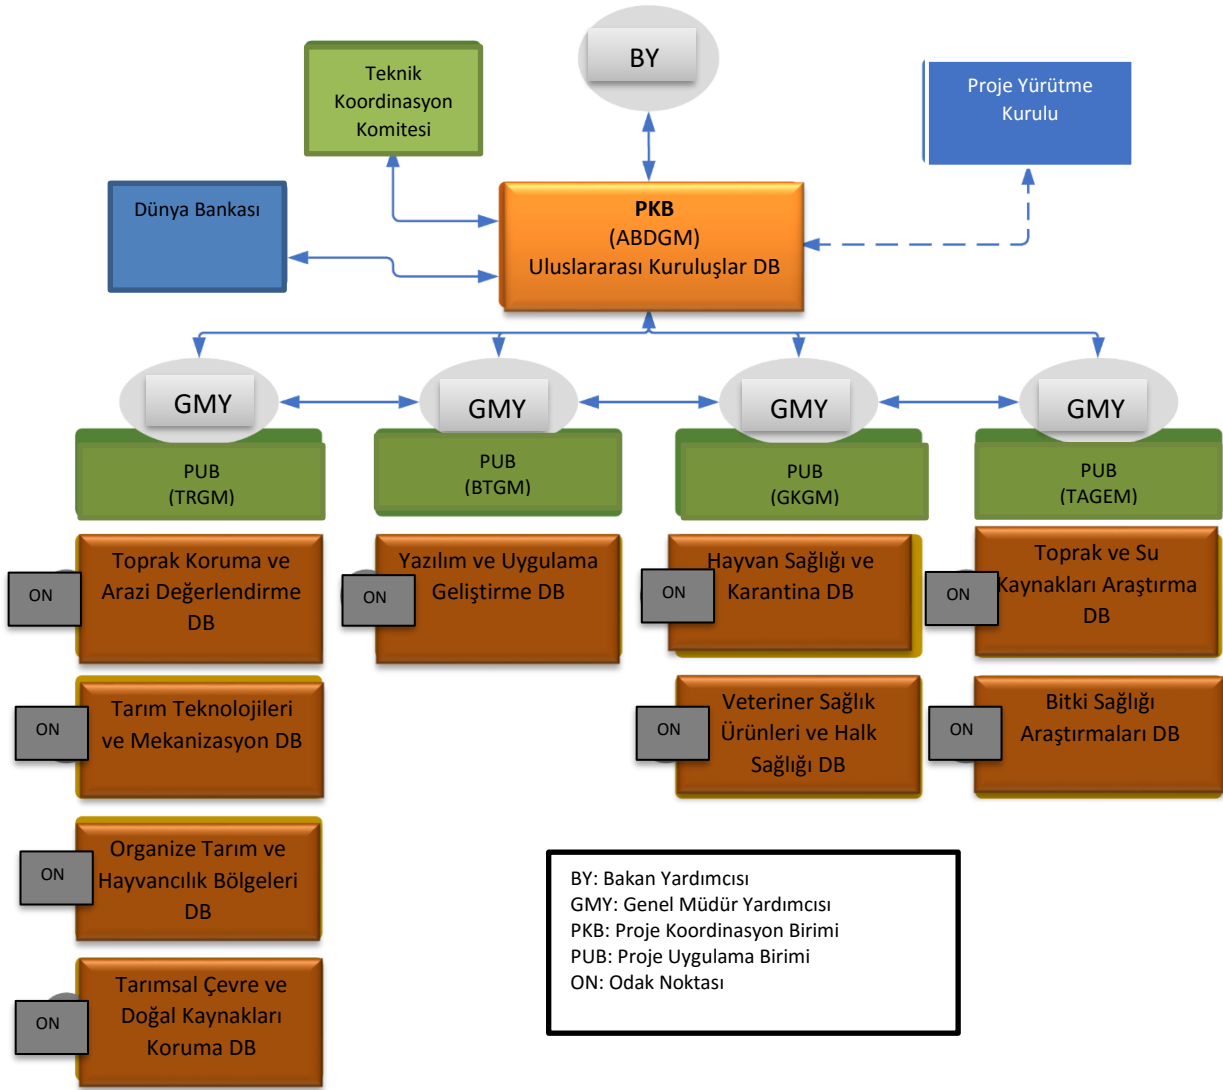 BY
Teknik
Koordinasyon
Komitesi
Proje Yürütme
Kurulu
Dünya Bankası
PKB
(ABDGM)
Uluslararası Kuruluşlar DB
GMY
GMY
GMY
GMY
PUB
(TRGM)
PUB
(BTGM)
PUB
(GKGM)
PUB
(TAGEM)
ON
Toprak Koruma ve
Arazi Değerlendirme
DB
ON
Yazılım ve Uygulama
Geliştirme DB
ON
Hayvan Sağlığı ve
Karantina DB
ON
Toprak ve Su
Kaynakları Araştırma
DB
ON
Tarım Teknolojileri
ve Mekanizasyon DB
ON
Veteriner Sağlık
Ürünleri ve Halk
Sağlığı DB
ON
Bitki Sağlığı
Araştırmaları DB
ON
Organize Tarım ve
Hayvancılık Bölgeleri
DB
ON
Tarımsal Çevre ve
Doğal Kaynakları
Koruma DB
BY: Bakan Yardımcısı
GMY: Genel Müdür Yardımcısı
PKB: Proje Koordinasyon Birimi
PUB: Proje Uygulama Birimi
ON: Odak Noktası